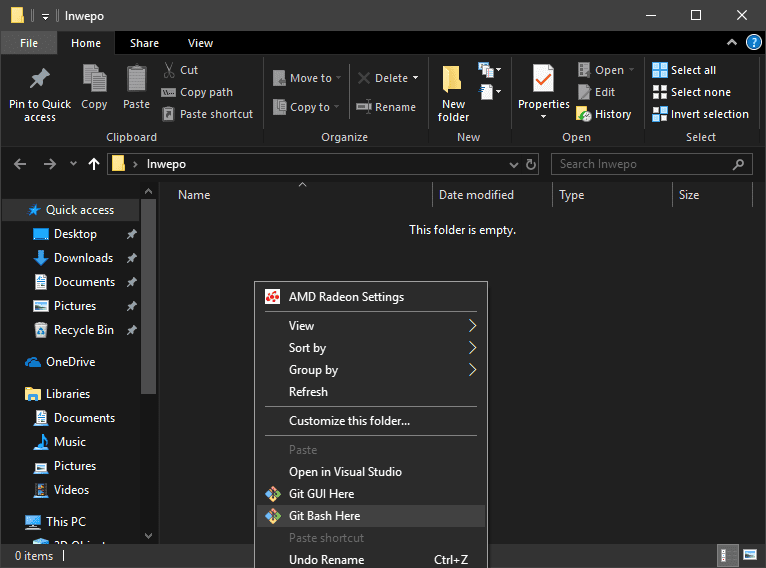 Inwepo
File Home Share View
Pin to Quick access
Copy
Paste
Cut
Copy path
Paste shortcut
Clipboard
Move to
Copy to
Delete
Rename
Organize
New folder
New
Properties
Open
Edit
History
Open
Select all
Select none
Invert selection
Select
Inwepo
Search Inwepo
Name Date modified Type Size
This folder is empty.
Quick access
Desktop
Downloads
Documents
Pictures
Recycle Bin
OneDrive
Libraries
Documents
Music
Pictures
Videos
This PC
3D Objects
AMD Radeon Settings
View
Sort by
Group by
Refresh
Customize this folder...
Paste
Open in Visual Studio
Git GUI Here
Git Bash Here
Paste shortcut
Undo Rename Ctrl+Z
0 items